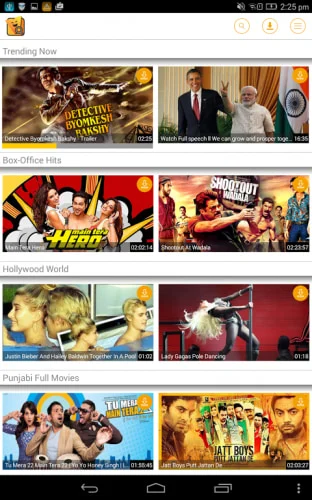 2:25 pm
Trending Now
DETECTIVE
BYOMKESH
BAKSHY
Detective Byomkesh Bakshy - Trailer
02:25
Watch Full speech ll We can grow and prosper toge...
16:35
Box-Office Hits
main tera
HERO
Main Tera Hero
02:02:14
SHOOTOUT
WADALA
Shootout At Wadala
02:23:57
Hollywood World
Justin Bieber And Hailey Baldwin Together In A Pool
01:02
Lady Gagas Pole Dancing
01:18
Punjabi Full Movies
TU MERA 22
MAIN TERA 22
Tu Mera 22 Main Tera 22 | Yo Yo Honey Singh | ...
01:55:45
JATT BOYS
PUTT JATTAN DE
Jatt Boys Putt Jatten De
02:03:27